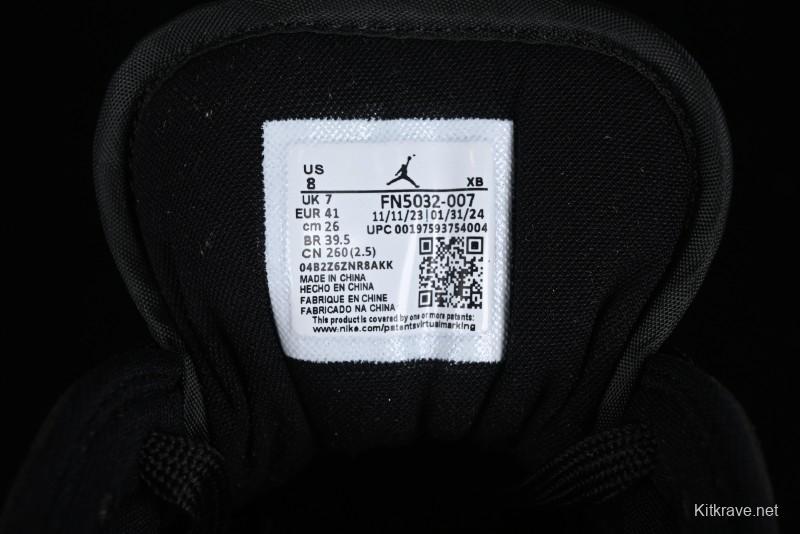 US
8
XB
UK 7
FN5032-007
EUR 41
11/11/23|01/31/24
cm 26
UPC 00197593754004
BR 39.5
CN 260(2.5)
04B2Z6ZNR8AKK
MADE IN CHINA
HECHO EN CHINA
FABRIQUE EN CHINE
FABRICADO NA CHINA
This product is covered by one or more patents:
www.nike.com/patentsvirtualmarking
Kitkrave.net